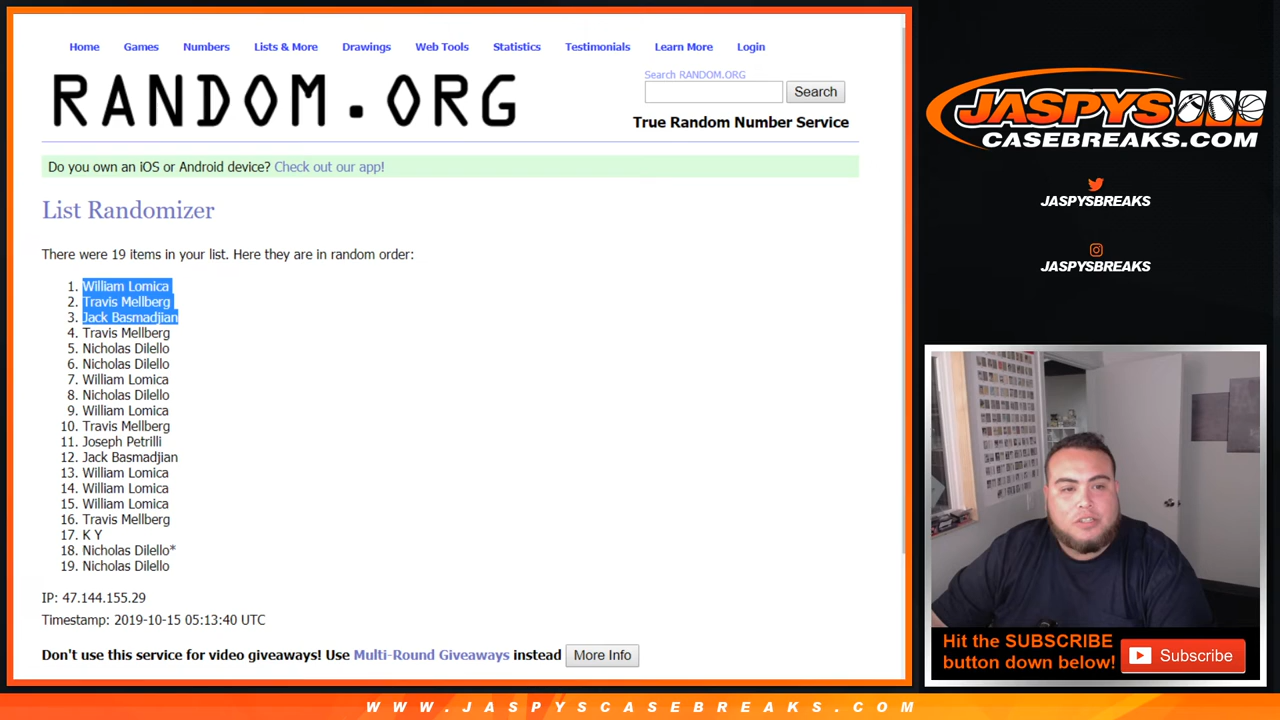 Home Games Numbers Lists & More Drawings Web Tools Statistics Testimonials Learn More Login
RANDOM.ORG
Search RANDOM.ORG
Search
True Random Number Service
Do you own an iOS or Android device? Check out our app!
List Randomizer
There were 19 items in your list. Here they are in random order:
1. William Lomica
2. Travis Mellberg
3. Jack Basmadjian
4. Travis Mellberg
5. Nicholas Dilello
6. Nicholas Dilello
7. William Lomica
8. Nicholas Dilello
9. William Lomica
10. Travis Mellberg
11. Joseph Petrilli
12. Jack Basmadjian
13. William Lomica
14. William Lomica
15. William Lomica
16. Travis Mellberg
17. K Y
18. Nicholas Dilello*
19. Nicholas Dilello
IP: 47.144.155.29
Timestamp: 2019-10-15 05:13:40 UTC
Don't use this service for video giveaways! Use Multi-Round Giveaways instead More Info
JASPYS
CASEBREAKS.COM
JASPYSBREAKS
JASPYSBREAKS
Hit the SUBSCRIBE
button down below!
Subscribe
WWW.JASPYSCASEBREAKS.COM